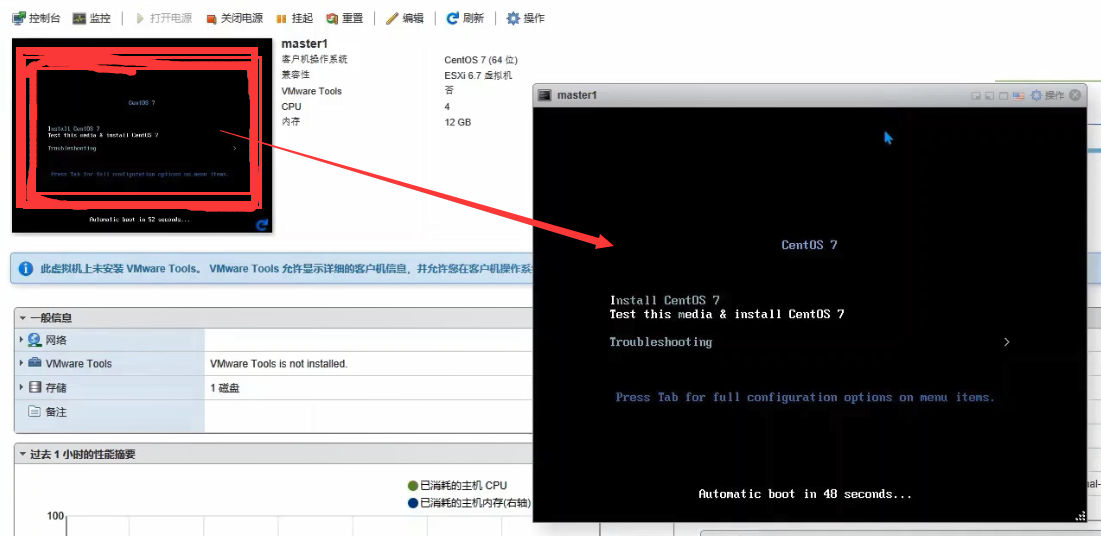 控制台 监控 打开电源 关闭电源 挂起 重置 编辑 刷新 操作
master1
客户机操作系统 CentOS 7 (64 位)
兼容性 ESXi 6.7 虚拟机
VMware Tools 否
CPU 4
内存 12 GB
CentOS 7
Install CentOS 7
Test this media & install CentOS 7
Troubleshooting >
Press Tab for full configuration options on menu items.
Automatic boot in 52 seconds...
master1 操作
CentOS 7
Install CentOS 7
Test this media & install CentOS 7
Troubleshooting >
Press Tab for full configuration options on menu items.
Automatic boot in 48 seconds...
此虚拟机上未安装 VMware Tools。 VMware Tools 允许显示详细的客户机信息，并允许您在客户机操作系
一般信息
网络
VMware Tools VMware Tools is not installed.
存储 1 磁盘
备注
过去 1 小时的性能摘要
已消耗的主机 CPU
已消耗的主机内存(右轴)
100